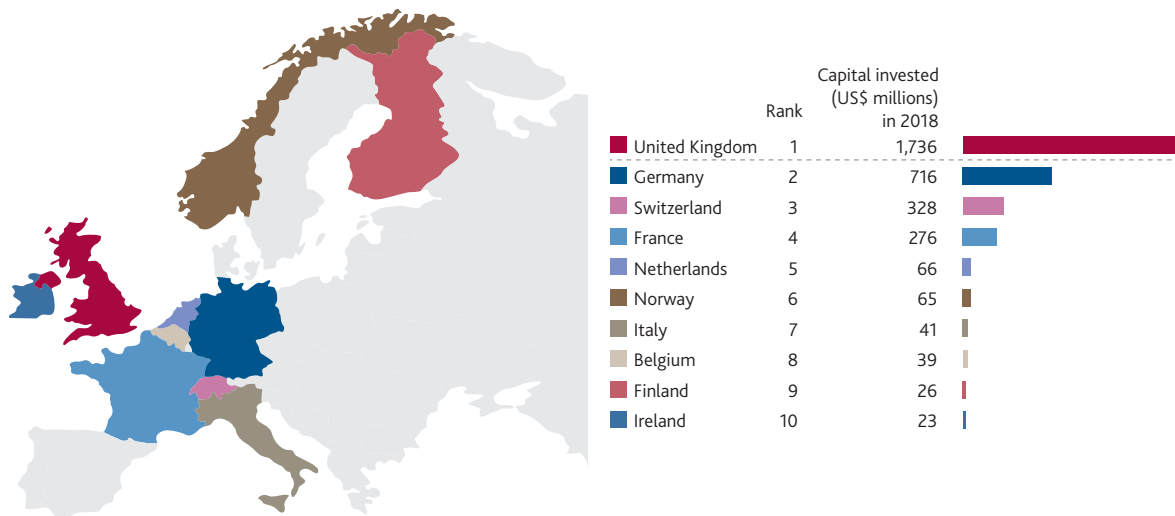 Capital invested
(US$ millions)
Rank in 2018
United Kingdom 1 1,736
Germany 2 716
Switzerland 3 328
France 4 276
Netherlands 5 66
Norway 6 65
Italy 7 41
Belgium 8 39
Finland 9 26
Ireland 10 23